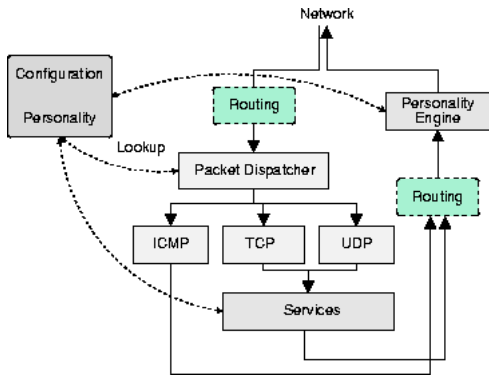 Network
Configuration
Personality
Routing
Personality
Engine
Lookup
Packet Dispatcher
Routing
ICMP
TCP
UDP
Services